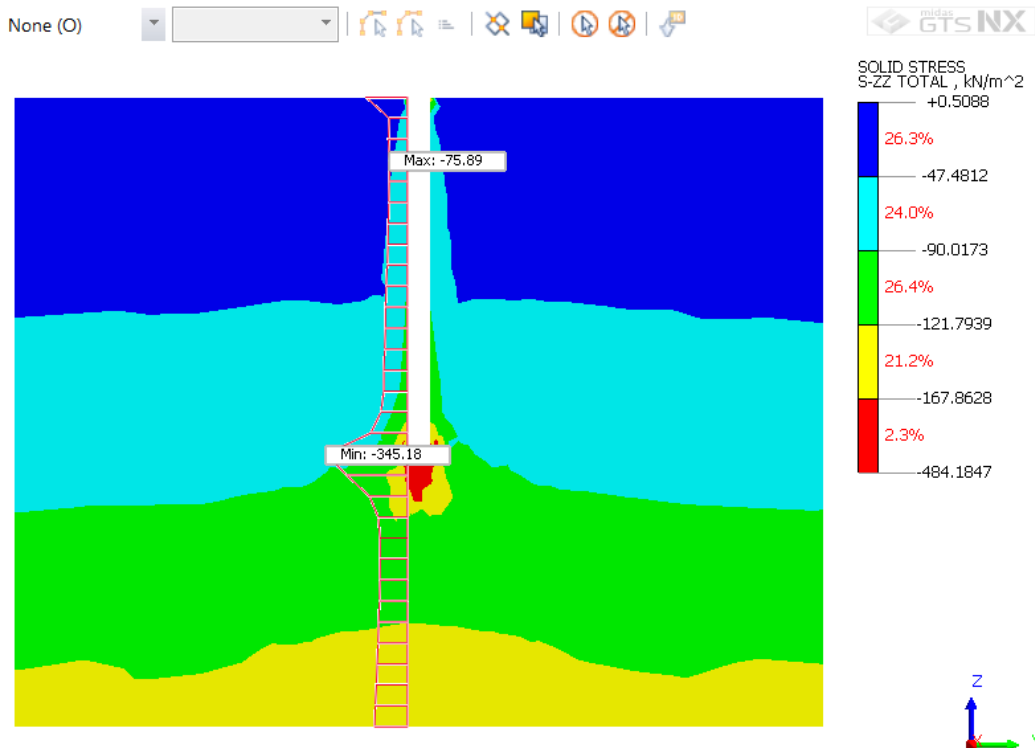 None (O)
midas
GTS NX
SOLID STRESS
S-ZZ TOTAL , kN/m^2
+0.5088
26.3%
-47.4812
24.0%
-90.0173
26.4%
-121.7939
21.2%
-167.8628
2.3%
-484.1847
Max: -75.89
Min: -345.18
Z